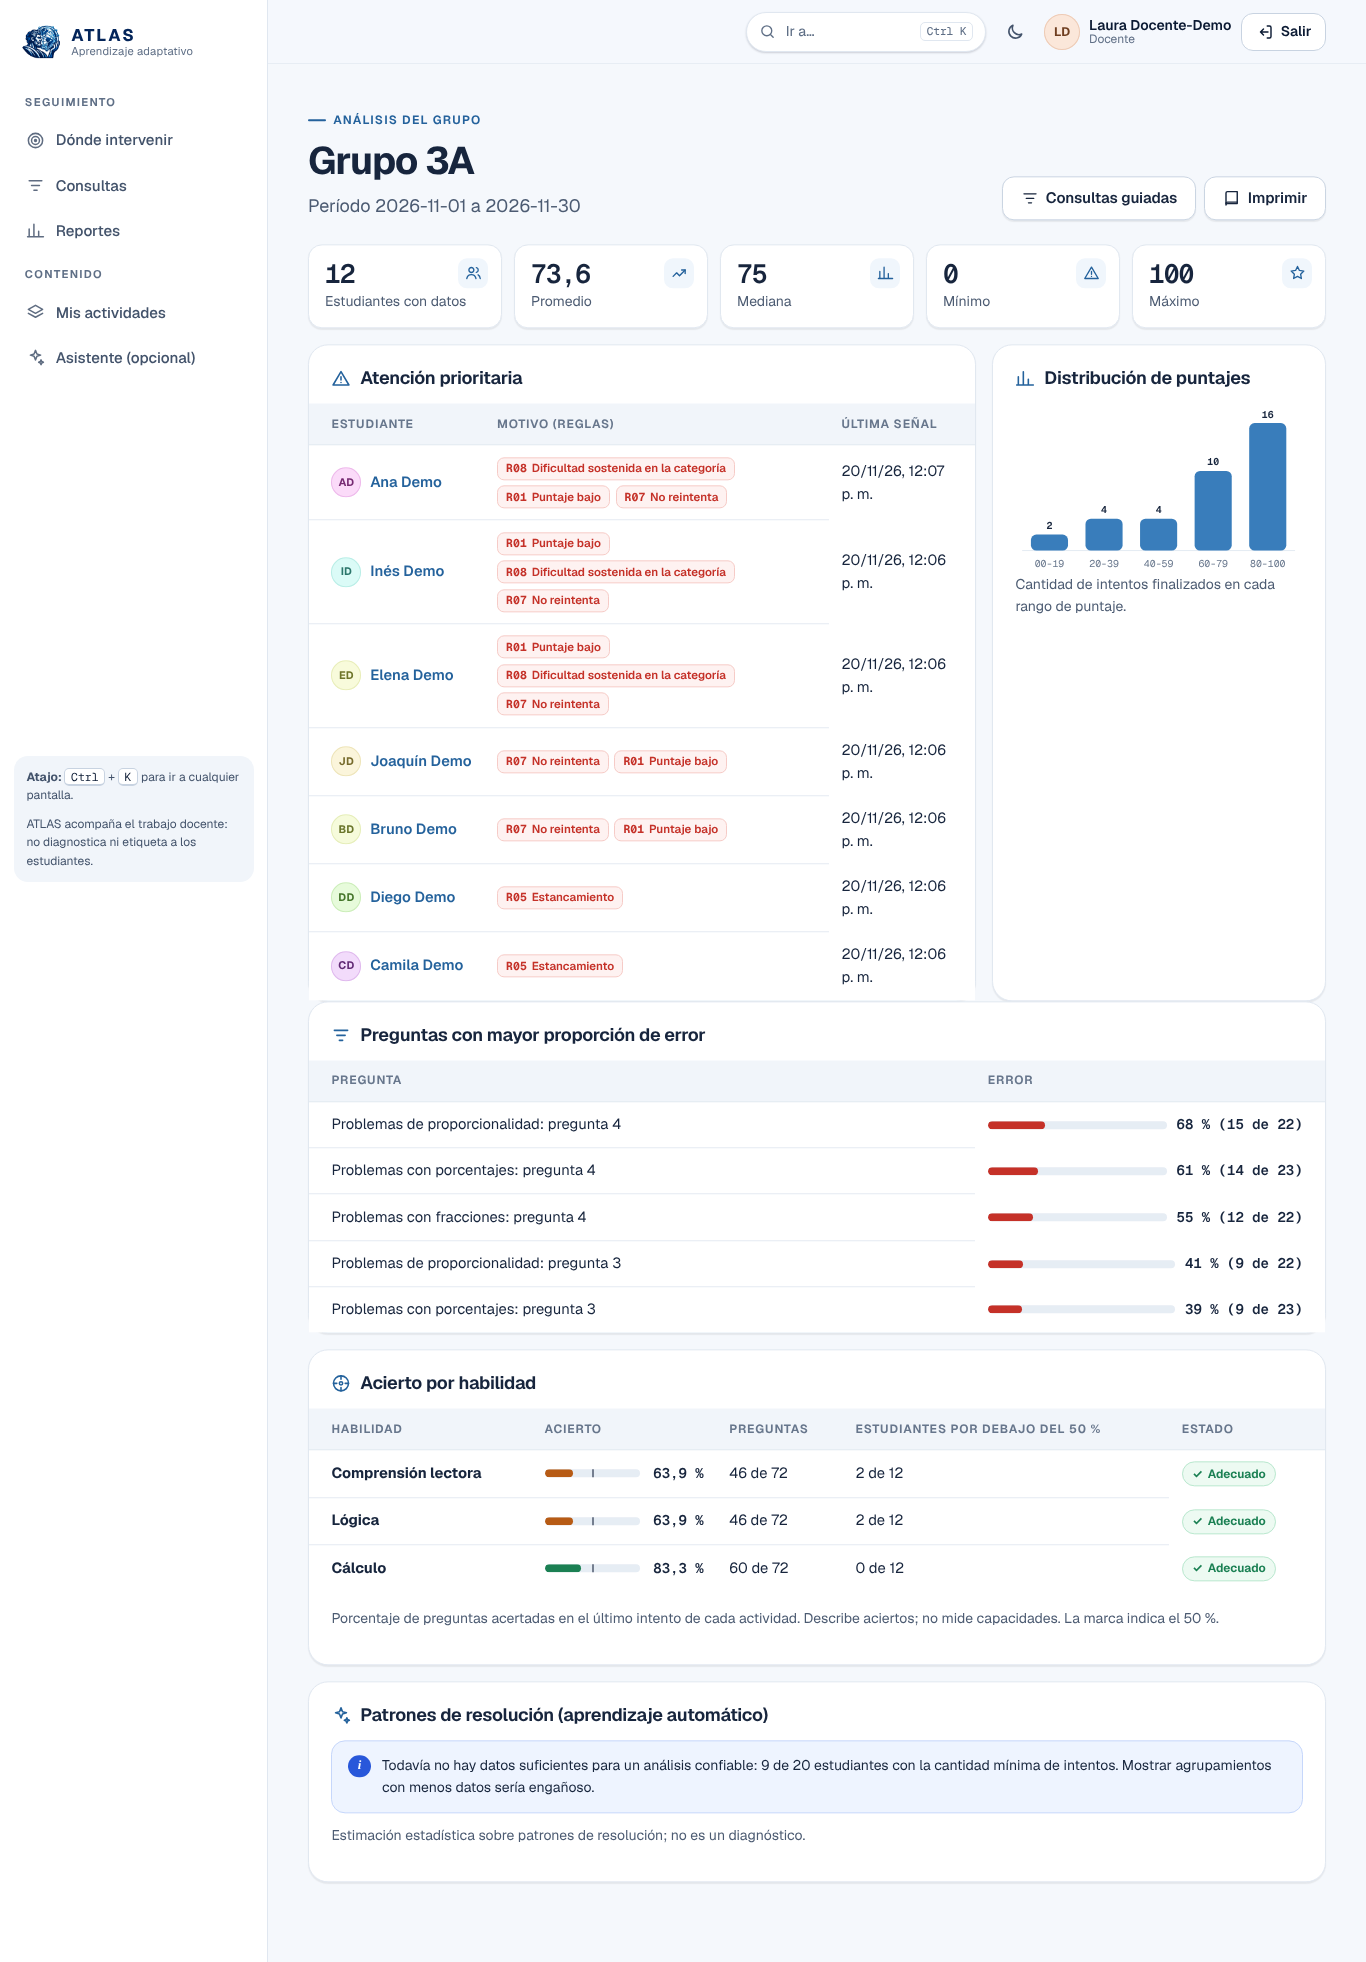 ATLAS
Aprendizaje adaptativo
SEGUIMIENTO
Dónde intervenir
Consultas
Reportes
CONTENIDO
Mis actividades
Asistente (opcional)
Atajo: Ctrl + K para ir a cualquier
pantalla.
ATLAS acompaña el trabajo docente:
no diagnostica ni etiqueta a los
estudiantes.
Ir a...
Ctrl K
LD
Laura Docente-Demo
Docente
Salir
ANÁLISIS DEL GRUPO
Grupo 3A
Período 2026-11-01 a 2026-11-30
Consultas guiadas
Imprimir
12
Estudiantes con datos
73,6
Promedio
75
Mediana
0
Mínimo
100
Máximo
Atención prioritaria
ESTUDIANTE MOTIVO (REGLAS) ÚLTIMA SEÑAL
AD Ana Demo
R08 Dificultad sostenida en la categoría
R01 Puntaje bajo R07 No reintenta
20/11/26, 12:07
p. m.
ID Inés Demo
R01 Puntaje bajo
R08 Dificultad sostenida en la categoría
R07 No reintenta
20/11/26, 12:06
p. m.
ED Elena Demo
R01 Puntaje bajo
R08 Dificultad sostenida en la categoría
R07 No reintenta
20/11/26, 12:06
p. m.
JD Joaquín Demo
R07 No reintenta R01 Puntaje bajo
20/11/26, 12:06
p. m.
BD Bruno Demo
R07 No reintenta R01 Puntaje bajo
20/11/26, 12:06
p. m.
DD Diego Demo
R05 Estancamiento
20/11/26, 12:06
p. m.
CD Camila Demo
R05 Estancamiento
20/11/26, 12:06
p. m.
Distribución de puntajes
2 4 4 10 16
00-19 20-39 40-59 60-79 80-100
Cantidad de intentos finalizados en cada
rango de puntaje.
Preguntas con mayor proporción de error
PREGUNTA ERROR
Problemas de proporcionalidad: pregunta 4 68 % (15 de 22)
Problemas con porcentajes: pregunta 4 61 % (14 de 23)
Problemas con fracciones: pregunta 4 55 % (12 de 22)
Problemas de proporcionalidad: pregunta 3 41 % (9 de 22)
Problemas con porcentajes: pregunta 3 39 % (9 de 23)
Acierto por habilidad
HABILIDAD ACIERTO PREGUNTAS ESTUDIANTES POR DEBAJO DEL 50 % ESTADO
Comprensión lectora 63,9 % 46 de 72 2 de 12 Adecuado
Lógica 63,9 % 46 de 72 2 de 12 Adecuado
Cálculo 83,3 % 60 de 72 0 de 12 Adecuado
Porcentaje de preguntas acertadas en el último intento de cada actividad. Describe aciertos; no mide capacidades. La marca indica el 50 %.
Patrones de resolución (aprendizaje automático)
Todavía no hay datos suficientes para un análisis confiable: 9 de 20 estudiantes con la cantidad mínima de intentos. Mostrar agrupamientos
con menos datos sería engañoso.
Estimación estadística sobre patrones de resolución; no es un diagnóstico.